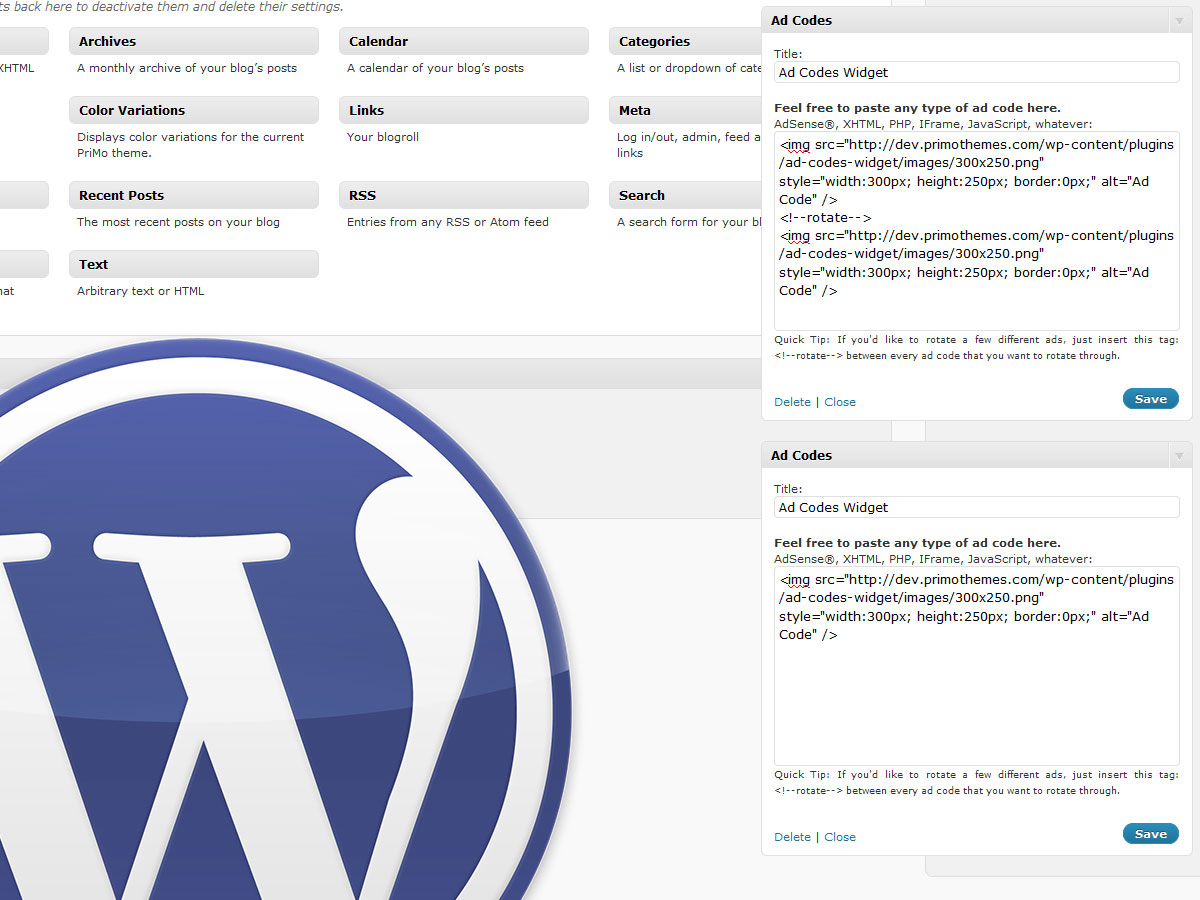 ts back here to deactivate them and delete their settings.
Archives
Calendar
Categories
XHTML
A monthly archive of your blog’s posts
A calendar of your blog’s posts
A list or dropdown of cate
Color Variations
Links
Meta
Displays color variations for the current
PriMo theme.
Your blogroll
Log in/out, admin, feed a
links
Recent Posts
RSS
Search
The most recent posts on your blog
Entries from any RSS or Atom feed
A search form for your bl
Text
nat
Arbitrary text or HTML
W
Ad Codes
Title:
Ad Codes Widget
Feel free to paste any type of ad code here.
AdSense®, XHTML, PHP, IFrame, JavaScript, whatever:
<img src="http://dev.primothemes.com/wp-content/plugins
/ad-codes-widget/images/300x250.png"
style="width:300px; height:250px; border:0px;" alt="Ad
Code" />
<!--rotate-->
<img src="http://dev.primothemes.com/wp-content/plugins
/ad-codes-widget/images/300x250.png"
style="width:300px; height:250px; border:0px;" alt="Ad
Code" />
Quick Tip: If you'd like to rotate a few different ads, just insert this tag:
<!--rotate--> between every ad code that you want to rotate through.
Delete | Close
Save
Ad Codes
Title:
Ad Codes Widget
Feel free to paste any type of ad code here.
AdSense®, XHTML, PHP, IFrame, JavaScript, whatever:
<img src="http://dev.primothemes.com/wp-content/plugins
/ad-codes-widget/images/300x250.png"
style="width:300px; height:250px; border:0px;" alt="Ad
Code" />
Quick Tip: If you'd like to rotate a few different ads, just insert this tag:
<!--rotate--> between every ad code that you want to rotate through.
Delete | Close
Save